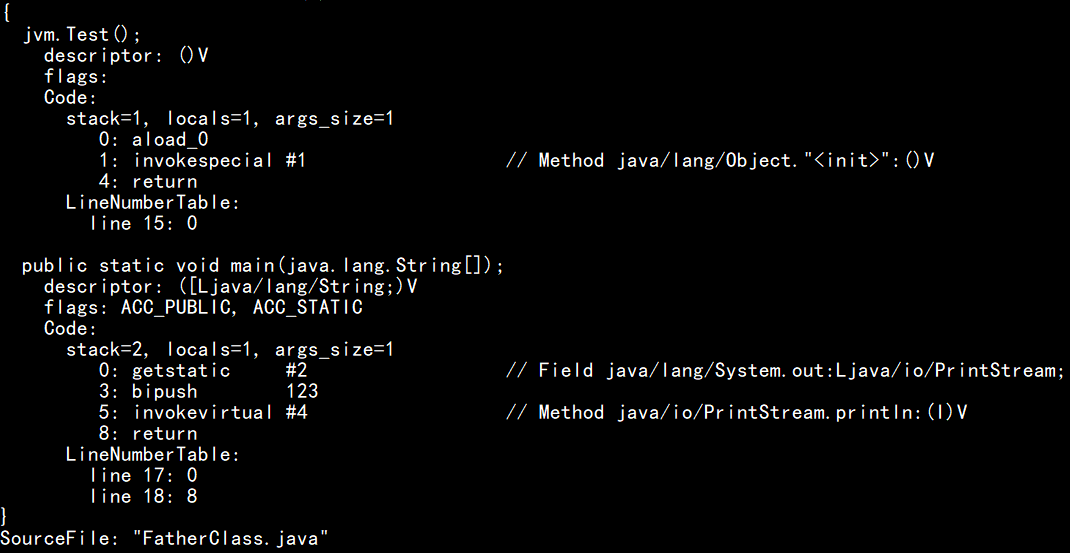 {
  jvm.Test();
    descriptor: ()V
    flags:
    Code:
      stack=1, locals=1, args_size=1
         0: aload_0
         1: invokespecial #1                  // Method java/lang/Object."<init>":()V
         4: return
      LineNumberTable:
        line 15: 0

  public static void main(java.lang.String[]);
    descriptor: ([Ljava/lang/String;)V
    flags: ACC_PUBLIC, ACC_STATIC
    Code:
      stack=2, locals=1, args_size=1
         0: getstatic     #2                  // Field java/lang/System.out:Ljava/io/PrintStream;
         3: bipush        123
         5: invokevirtual #4                  // Method java/io/PrintStream.println:(I)V
         8: return
      LineNumberTable:
        line 17: 0
        line 18: 8
}
SourceFile: "FatherClass.java"